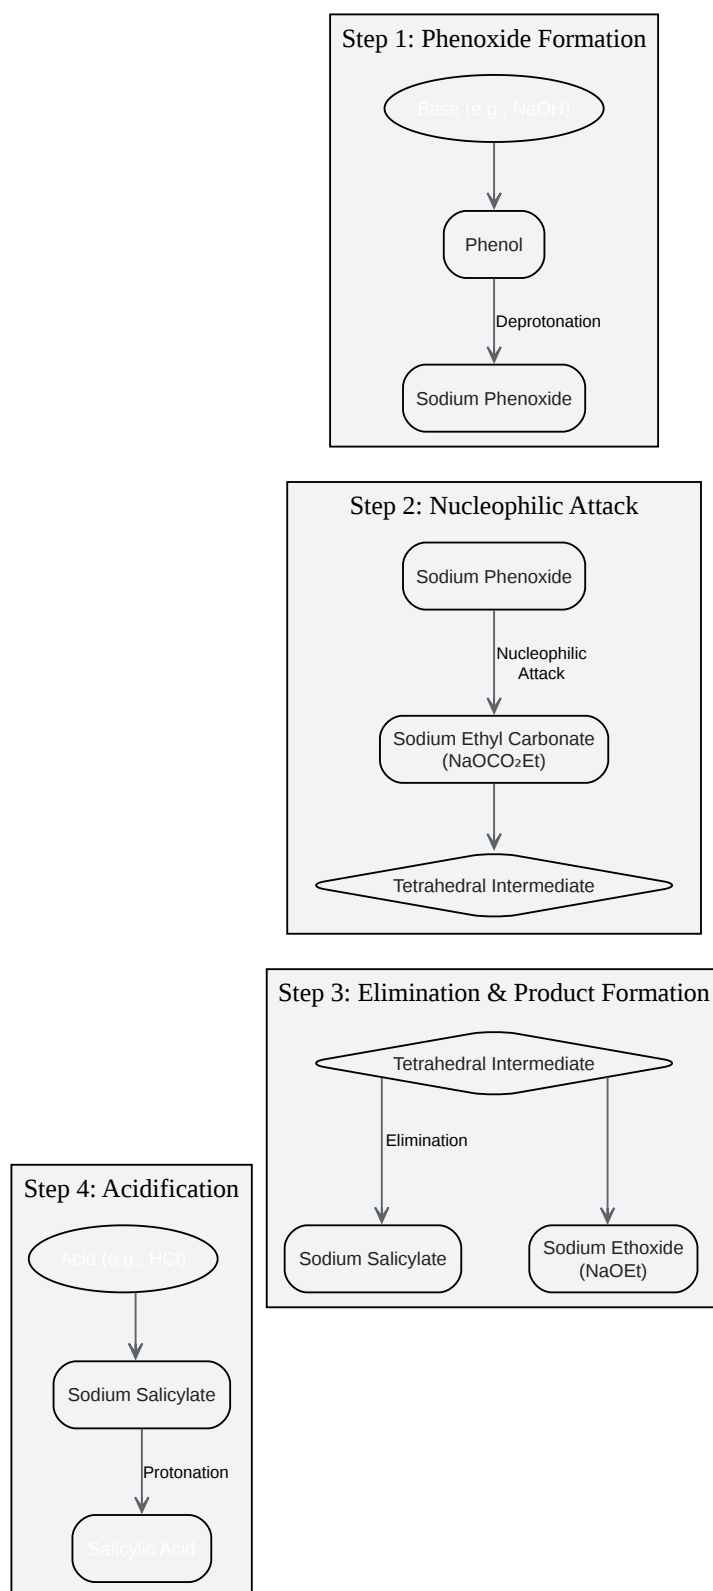 Step 1: Phenoxide Formation
Base (e.g., NaOH)
Phenol
Deprotonation
Sodium Phenoxide
Step 2: Nucleophilic Attack
Sodium Phenoxide
Nucleophilic
Attack
Sodium Ethyl Carbonate
(NaOCO₂Et)
Tetrahedral Intermediate
Step 3: Elimination & Product Formation
Tetrahedral Intermediate
Elimination
Sodium Salicylate
Sodium Ethoxide
(NaOEt)
Step 4: Acidification
Acid (e.g., HCl)
Sodium Salicylate
Protonation
Salicylic Acid